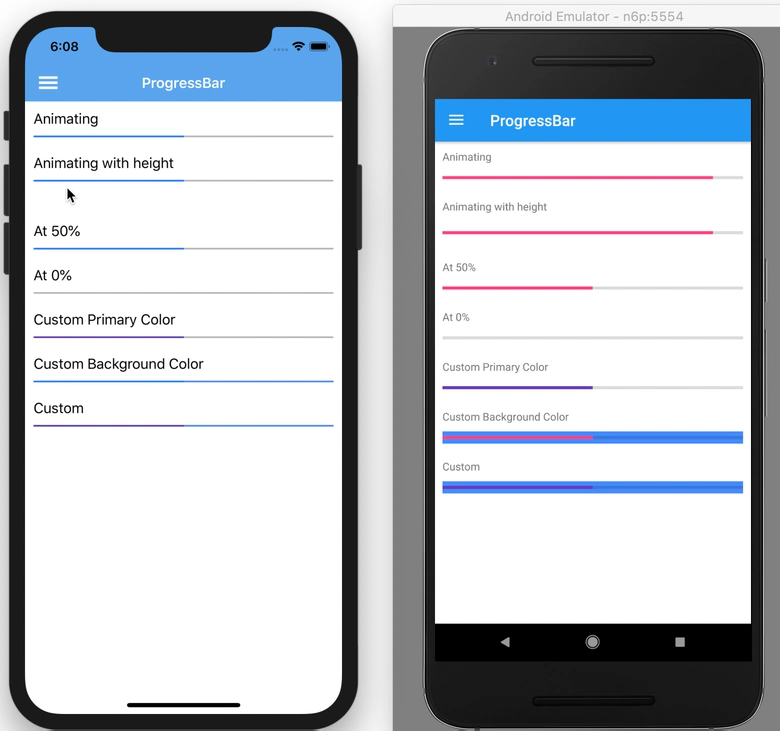 6:08
ProgressBar
Animating
Animating with height
At 50%
At 0%
Custom Primary Color
Custom Background Color
Custom
Android Emulator - n6p:5554
ProgressBar
Animating
Animating with height
At 50%
At 0%
Custom Primary Color
Custom Background Color
Custom